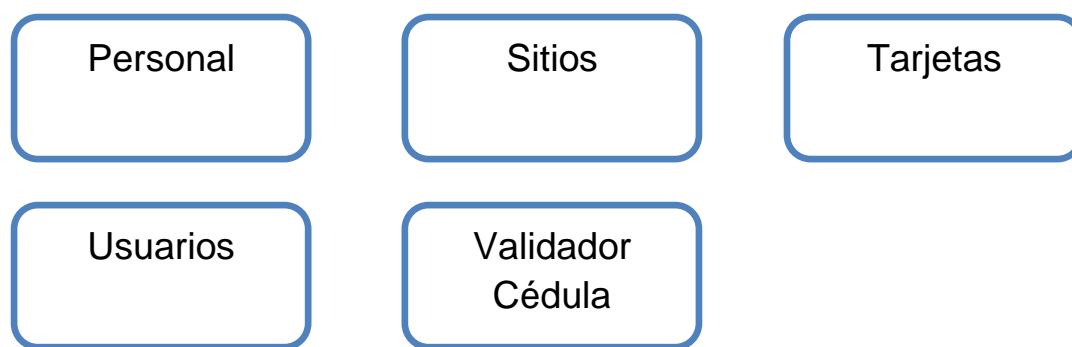 Personal
Sitios
Tarjetas
Usuarios
Validador
Cédula